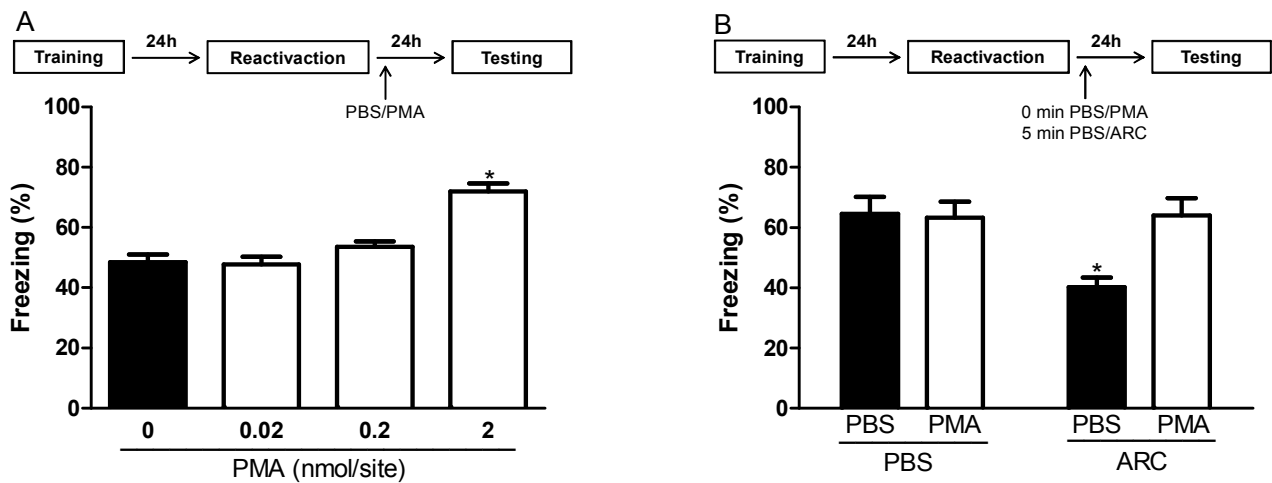 A
24h 24h
Training Reactivaction Testing
PBS/PMA
100
80
60
40
20
0
Freezing (%)
*
0 0.02 0.2 2
PMA (nmol/site)
B
24h 24h
Training Reactivaction Testing
0 min PBS/PMA
5 min PBS/ARC
100
80
60
40
20
0
Freezing (%)
*
PBS PMA PBS PMA
PBS ARC